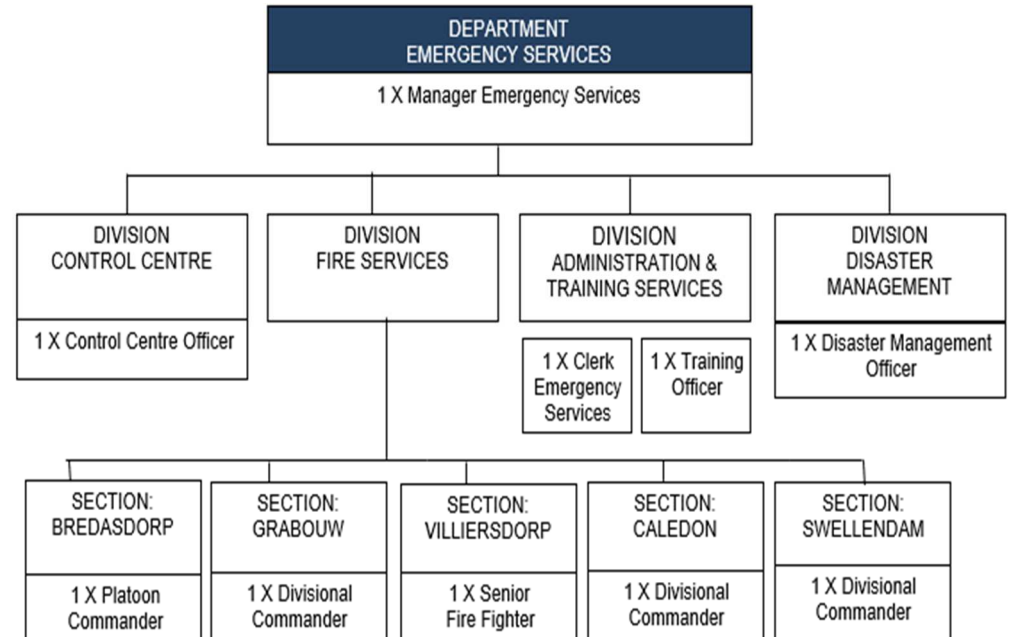 DEPARTMENT
EMERGENCY SERVICES
1 X Manager Emergency Services
DIVISION
CONTROL CENTRE
1 X Control Centre Officer
DIVISION
FIRE SERVICES
DIVISION
ADMINISTRATION &
TRAINING SERVICES
1 X Clerk
Emergency
Services
1 X Training
Officer
DIVISION
DISASTER
MANAGEMENT
1 X Disaster Management
Officer
SECTION:
BREDASDORP
1 X Platoon
Commander
SECTION:
GRABOUW
1 X Divisional
Commander
SECTION:
VILLIERSDORP
1 X Senior
Fire Fighter
SECTION:
CALEDON
1 X Divisional
Commander
SECTION:
SWELLENDAM
1 X Divisional
Commander